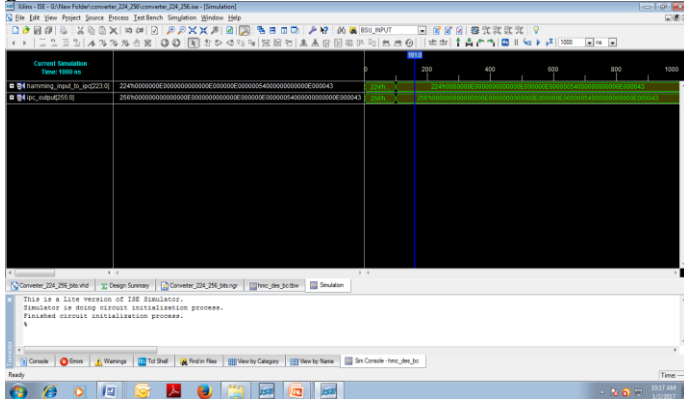 Xilinx - ISE - G:\New Folder\converter_224_256\converter_224_256.ise - [Simulation]
File Edit View Project Source Process Test Bench Simulation Window Help
BSU_INPUT
1000 ns
Current Simulation
Time: 1000 ns
0 200 400 600 800 1000
hamming_input_to_ipc[223:0]
ipc_output[255:0]
Converter_224_256_bits.vhd Design Summary Converter_224_256_bits.ngr hmc_des_bc.tbw Simulation
This is a Lite version of ISE Simulator.
Simulator is doing circuit initialization process.
Finished circuit initialization process.
%
Console Errors Warnings Tcl Shell Find in Files View by Category View by Name Sim Console - hmc_des_bc
Ready Time: ---
10:17 AM
1/2/2017